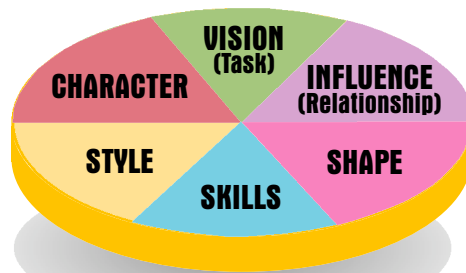 VISION
(Task)
CHARACTER
INFLUENCE
(Relationship)
STYLE
SHAPE
SKILLS